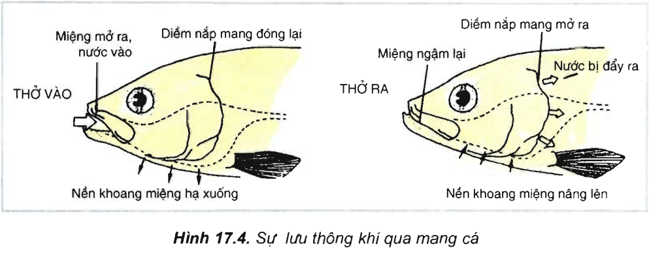 Miệng mở ra,
nước vào
Diềm nắp mang đóng lại
THỞ VÀO
Nền khoang miệng hạ xuống
Diềm nắp mang mở ra
Miệng ngậm lại
Nước bị đẩy ra
THỞ RA
Nền khoang miệng nâng lên
Hình 17.4. Sự lưu thông khí qua mang cá